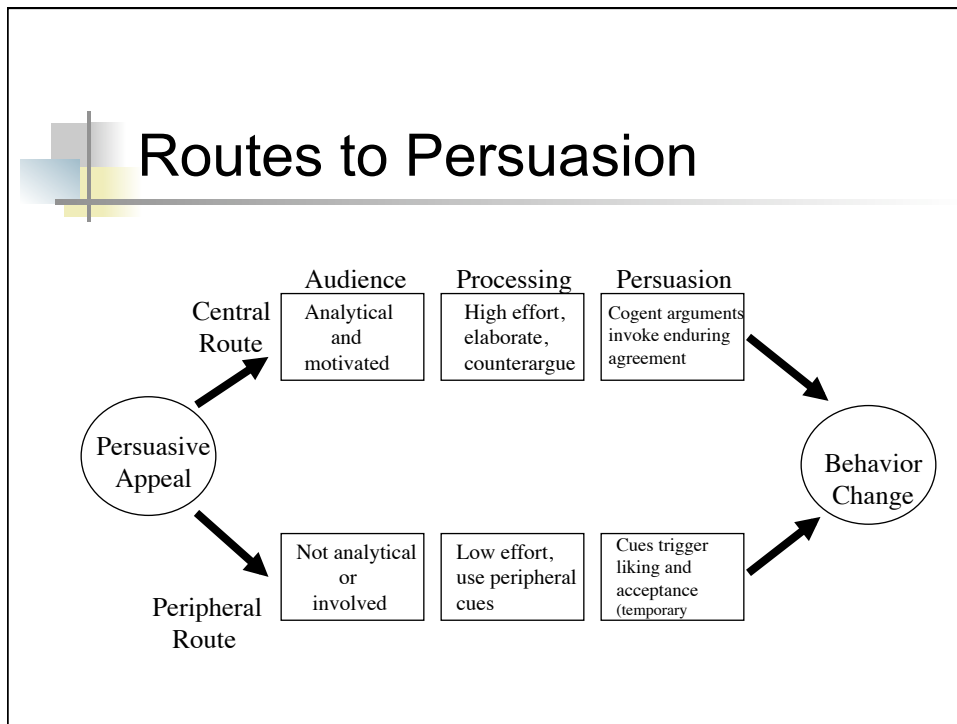 Routes to Persuasion
Audience
Processing
Persuasion
Central
Route
Analytical
and
motivated
High effort,
elaborate,
counterargue
Cogent arguments
invoke enduring
agreement
Persuasive
Appeal
Behavior
Change
Peripheral
Route
Not analytical
or
involved
Low effort,
use peripheral
cues
Cues trigger
liking and
acceptance
(temporary